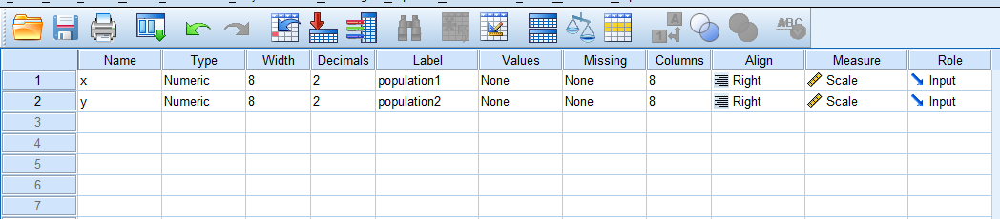 A
1
ABC
Name Type Width Decimals Label Values Missing Columns Align Measure Role
1 x Numeric 8 2 population1 None None 8 Right Scale Input
2 y Numeric 8 2 population2 None None 8 Right Scale Input
3
4
5
6
7